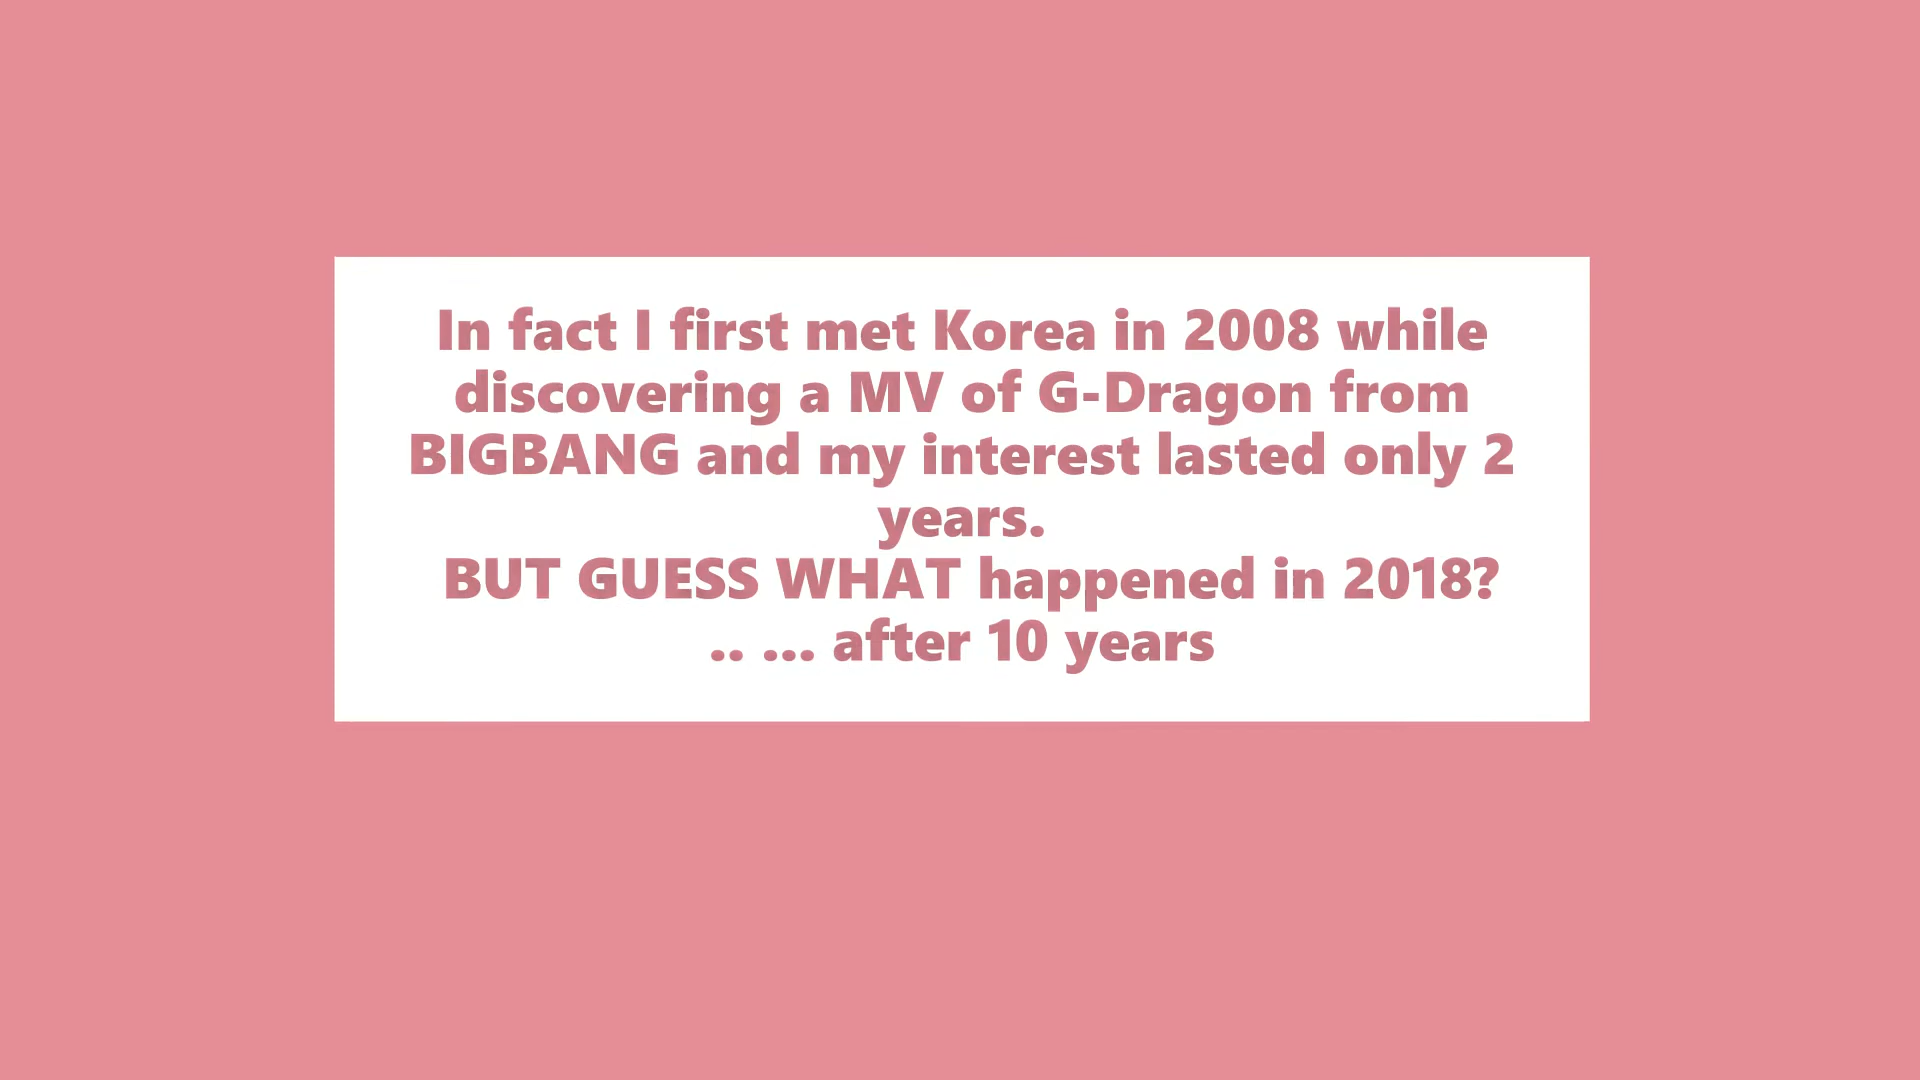 In fact I first met Korea in 2008 while
discovering a MV of G-Dragon from
BIGBANG and my interest lasted only 2
years.
BUT GUESS WHAT happened in 2018?
.. ... after 10 years